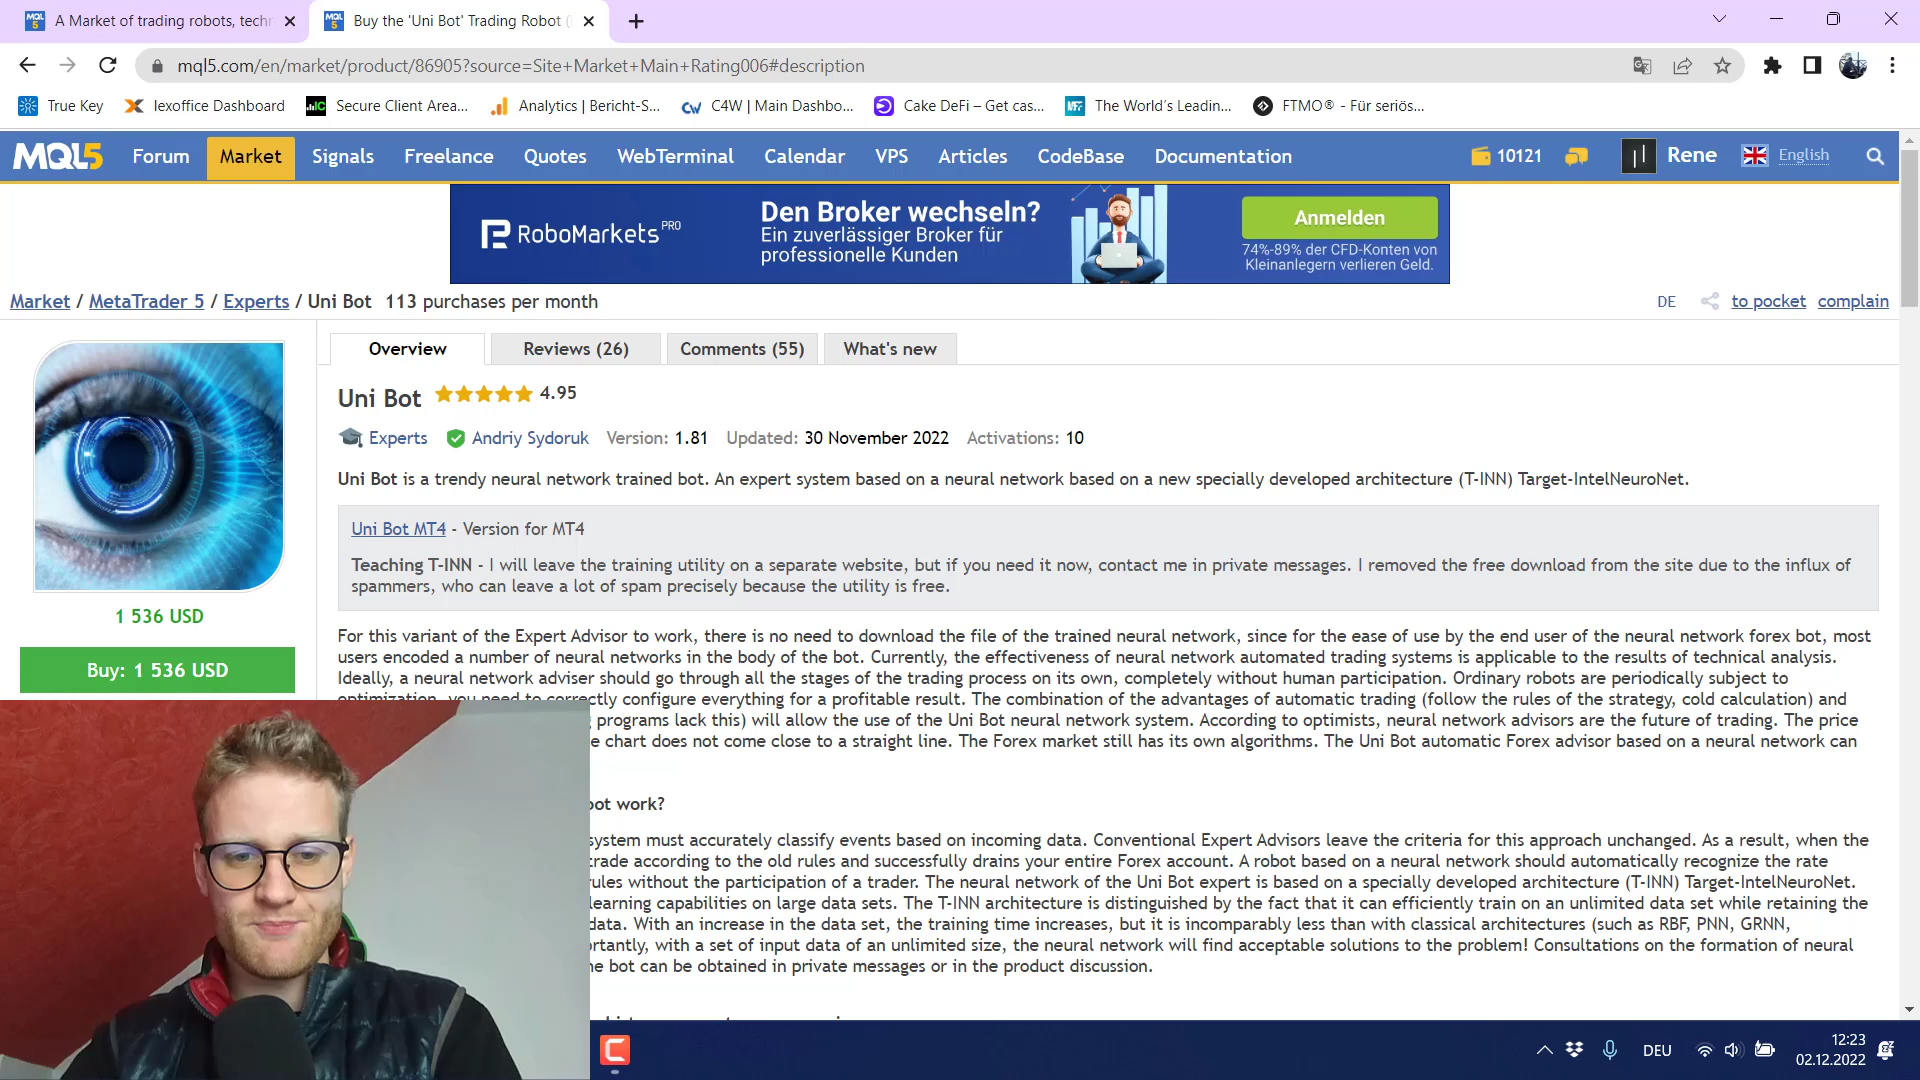 A Market of trading robots, techn
Buy the 'Uni Bot' Trading Robot (
mql5.com/en/market/product/86905?source=Site+Market+Main+Rating006#description
True Key
lexoffice Dashboard
Secure Client Area...
Analytics | Bericht-S...
C4W | Main Dashbo...
Cake DeFi – Get cas...
The World's Leadin...
FTMO® - Für seriös...
MQL5
Forum
Market
Signals
Freelance
Quotes
WebTerminal
Calendar
VPS
Articles
CodeBase
Documentation
10121
Rene
English
RoboMarkets PRO
Den Broker wechseln?
Ein zuverlässiger Broker für
professionelle Kunden
Anmelden
74%-89% der CFD-Konten von
Kleinanlegern verlieren Geld.
Market / MetaTrader 5 / Experts / Uni Bot 113 purchases per month
DE
to pocket
complain
Overview
Reviews (26)
Comments (55)
What's new
Uni Bot 4.95
Experts Andriy Sydoruk Version: 1.81 Updated: 30 November 2022 Activations: 10
Uni Bot is a trendy neural network trained bot. An expert system based on a neural network based on a new specially developed architecture (T-INN) Target-IntelNeuroNet.
Uni Bot MT4 - Version for MT4
Teaching T-INN - I will leave the training utility on a separate website, but if you need it now, contact me in private messages. I removed the free download from the site due to the influx of
spammers, who can leave a lot of spam precisely because the utility is free.
1 536 USD
Buy: 1 536 USD
For this variant of the Expert Advisor to work, there is no need to download the file of the trained neural network, since for the ease of use by the end user of the neural network forex bot, most
users encoded a number of neural networks in the body of the bot. Currently, the effectiveness of neural network automated trading systems is applicable to the results of technical analysis.
Ideally, a neural network adviser should go through all the stages of the trading process on its own, completely without human participation. Ordinary robots are periodically subject to
optimization, you need to correctly configure everything for a profitable result. The combination of the advantages of automatic trading (follow the rules of the strategy, cold calculation) and
programs lack this) will allow the use of the Uni Bot neural network system. According to optimists, neural network advisors are the future of trading. The price
e chart does not come close to a straight line. The Forex market still has its own algorithms. The Uni Bot automatic Forex advisor based on a neural network can
bot work?
system must accurately classify events based on incoming data. Conventional Expert Advisors leave the criteria for this approach unchanged. As a result, when the
trade according to the old rules and successfully drains your entire Forex account. A robot based on a neural network should automatically recognize the rate
rules without the participation of a trader. The neural network of the Uni Bot expert is based on a specially developed architecture (T-INN) Target-IntelNeuroNet.
learning capabilities on large data sets. The T-INN architecture is distinguished by the fact that it can efficiently train on an unlimited data set while retaining the
data. With an increase in the data set, the training time increases, but it is incomparably less than with classical architectures (such as RBF, PNN, GRNN,
ortantly, with a set of input data of an unlimited size, the neural network will find acceptable solutions to the problem! Consultations on the formation of neural
he bot can be obtained in private messages or in the product discussion.
DEU
12:23
02.12.2022